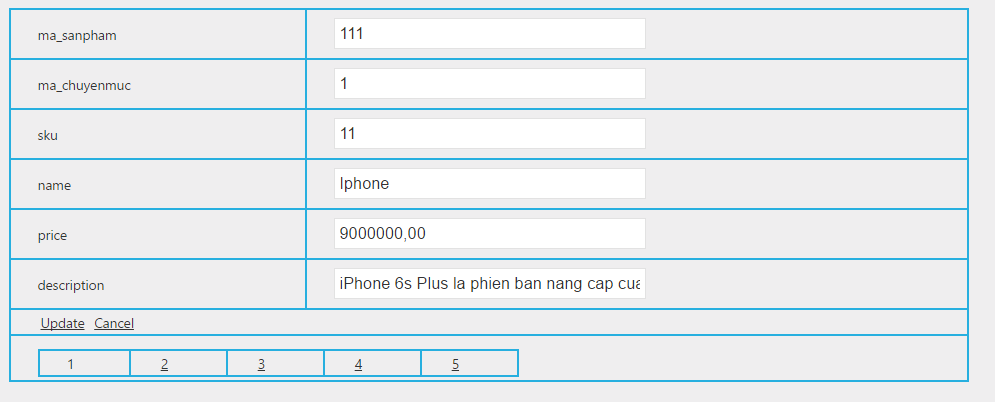 ma_sanpham 111
ma_chuyenmuc 1
sku 11
name Iphone
price 9000000,00
description iPhone 6s Plus la phien ban nang cap cua
Update Cancel
1 2 3 4 5